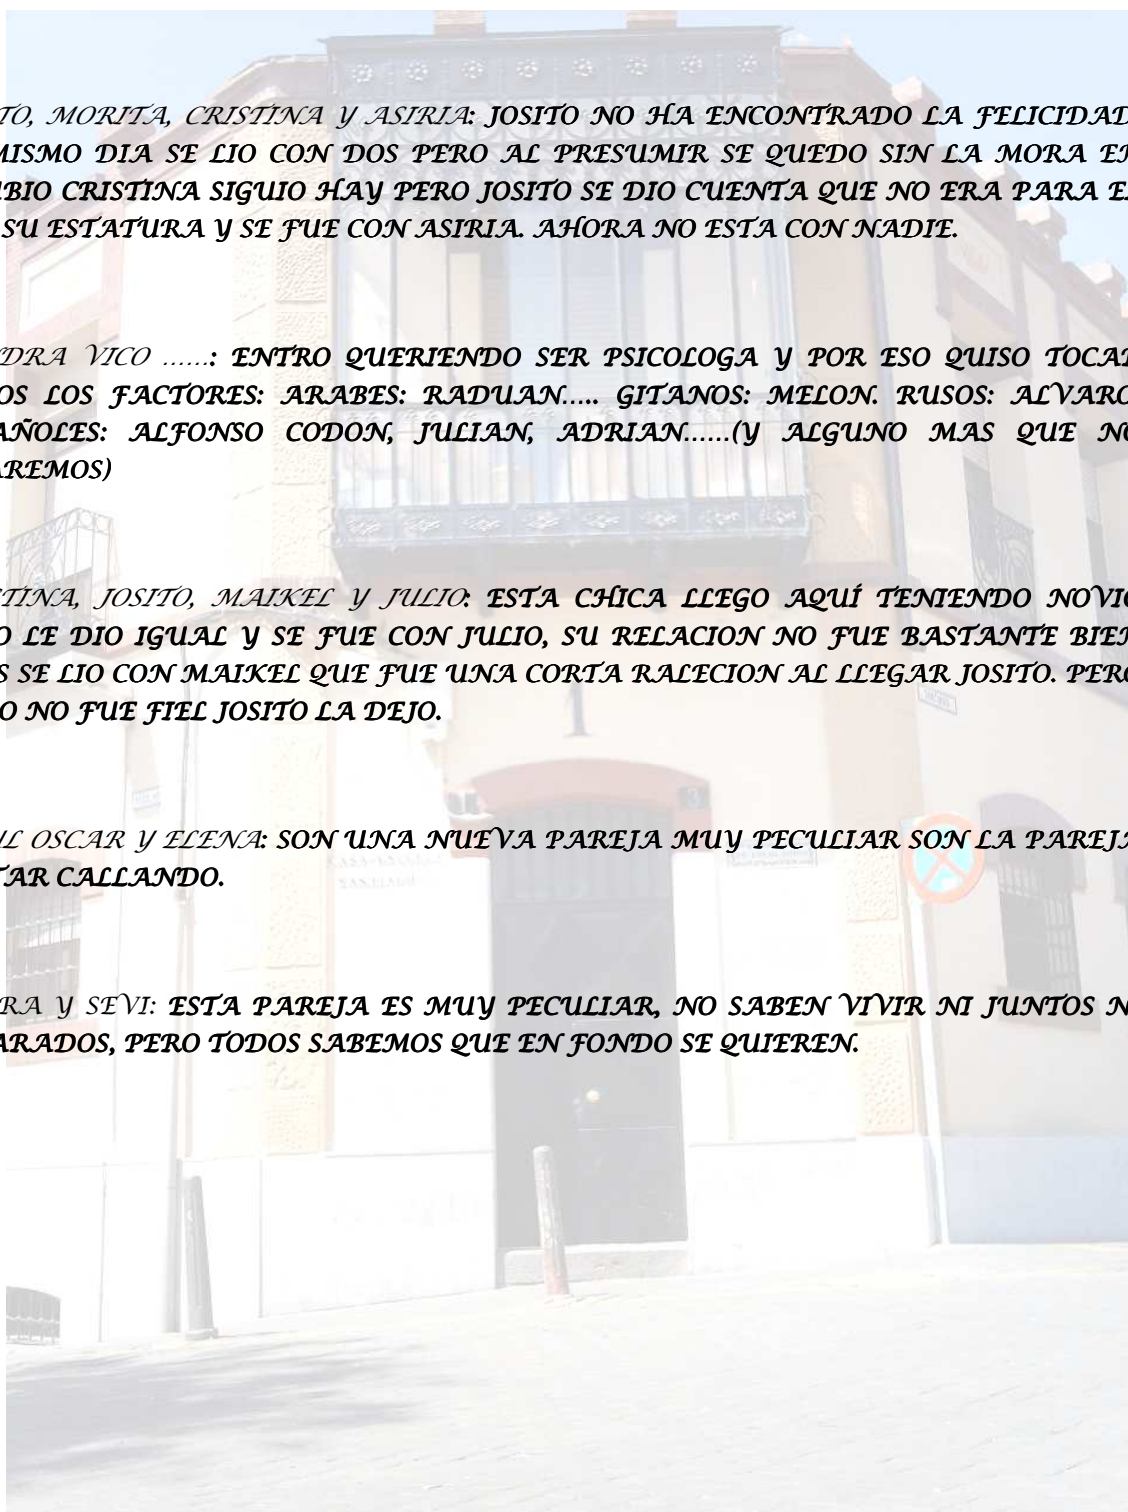 TO, MORITA, CRISTINA Y ASIRIA: JOSITO NO HA ENCONTRADO LA FELICIDAD
MISMO DIA SE LIO CON DOS PERO AL PRESUMIR SE QUEDO SIN LA MORA EN
BIO CRISTINA SIGUIO HAY PERO JOSITO SE DIO CUENTA QUE NO ERA PARA EL
SU ESTATURA Y SE FUE CON ASIRIA. AHORA NO ESTA CON NADIE.
DRA VICO ......: ENTRO QUERIENDO SER PSICOLOGA Y POR ESO QUISO TOCAR
OS LOS FACTORES: ARABES: RADUAN..... GITANOS: MELON. RUSOS: ALVARO
AÑOLES: ALFONSO CODON, JULIAN, ADRIAN......(Y ALGUNO MAS QUE NO
AREMOS)
TINA, JOSITO, MAIKEL Y JULIO: ESTA CHICA LLEGO AQUÍ TENIENDO NOVIO
O LE DIO IGUAL Y SE FUE CON JULIO, SU RELACION NO FUE BASTANTE BIEN
S SE LIO CON MAIKEL QUE FUE UNA CORTA RALECION AL LLEGAR JOSITO. PERO
O NO FUE FIEL JOSITO LA DEJO.
L OSCAR Y ELENA: SON UNA NUEVA PAREJA MUY PECULIAR SON LA PAREJA
TAR CALLANDO.
RA Y SEVI: ESTA PAREJA ES MUY PECULIAR, NO SABEN VIVIR NI JUNTOS NI
ARADOS, PERO TODOS SABEMOS QUE EN FONDO SE QUIEREN.
1
3